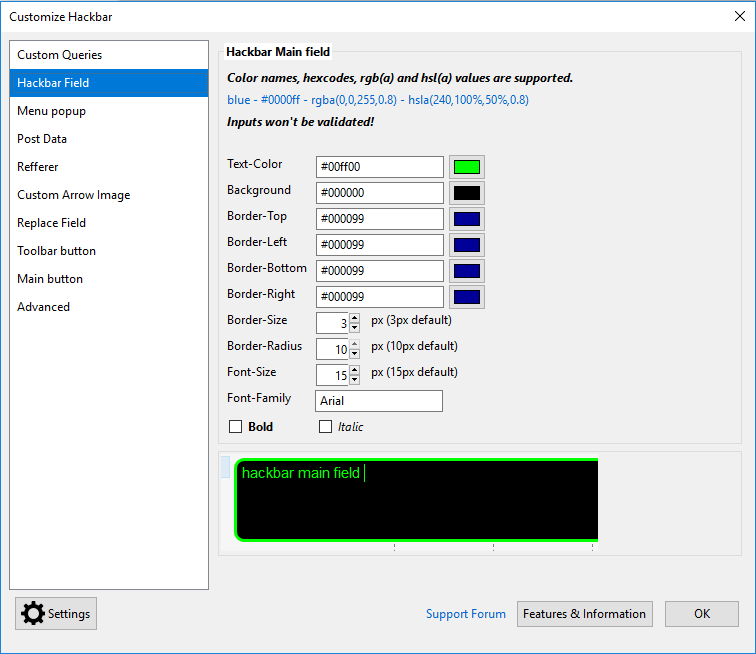 Customize Hackbar
Custom Queries
Hackbar Field
Menu popup
Post Data
Refferer
Custom Arrow Image
Replace Field
Toolbar button
Main button
Advanced
Hackbar Main field
Color names, hexcodes, rgb(a) and hsl(a) values are supported.
blue - #0000ff - rgba(0,0,255,0.8) - hsla(240,100%,50%,0.8)
Inputs won't be validated!
Text-Color #00ff00
Background #000000
Border-Top #000099
Border-Left #000099
Border-Bottom #000099
Border-Right #000099
Border-Size 3 px (3px default)
Border-Radius 10 px (10px default)
Font-Size 15 px (15px default)
Font-Family Arial
Bold Italic
hackbar main field
Settings Support Forum Features & Information OK